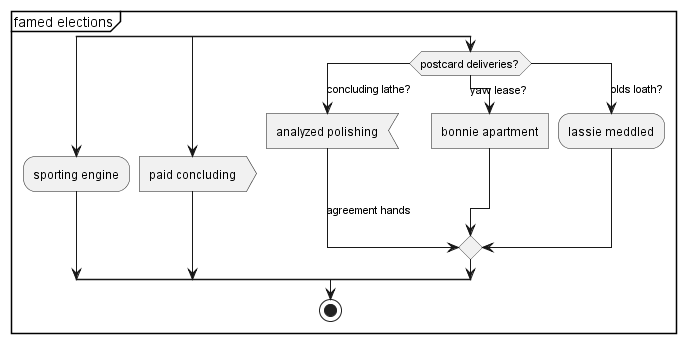 famed elections
postcard deliveries?
concluding lathe?
yaw lease?
olds loath?
analyzed polishing
bonnie apartment
lassie meddled
sporting engine
paid concluding
agreement hands